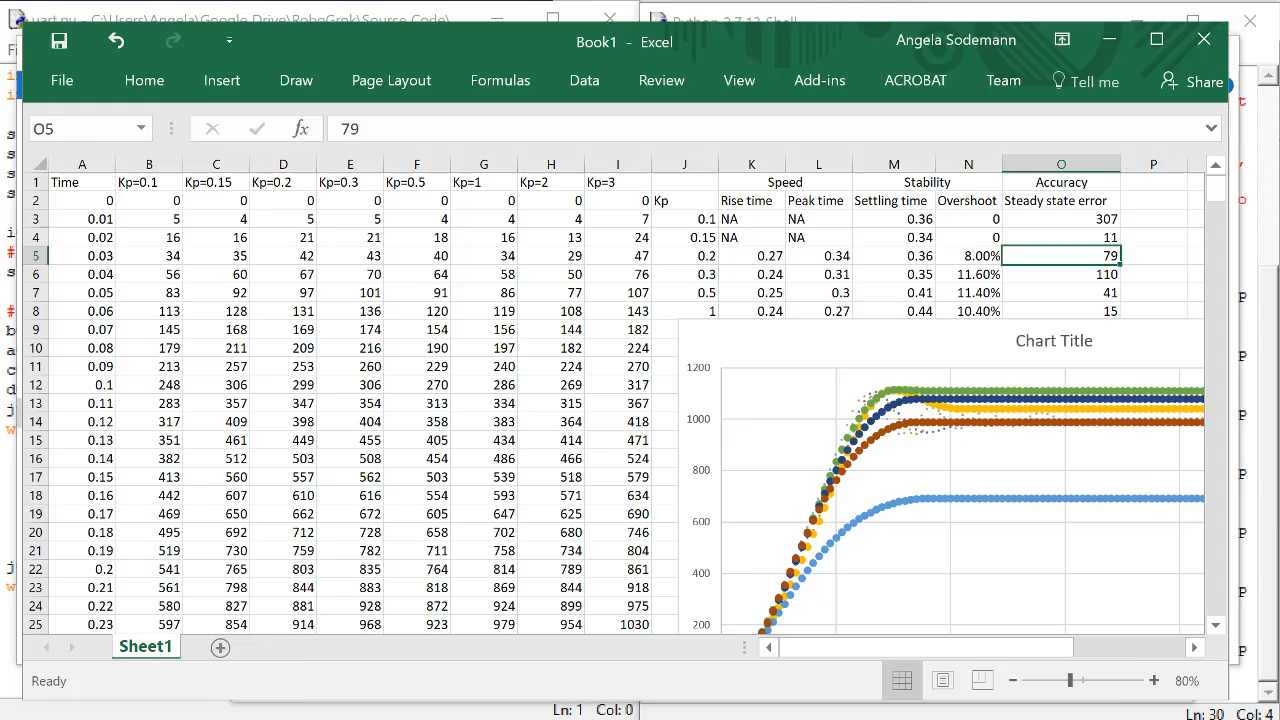 uart.py - C:\Users\Angela\Google Drive\RoboGrok\Source Code\
Python 2.7.13 Shell
Book1 - Excel
Angela Sodemann
File Home Insert Draw Page Layout Formulas Data Review View Add-ins ACROBAT Team Tell me Share
O5 fx 79
A B C D E F G H I J K L M N O P
1 Time Kp=0.1 Kp=0.15 Kp=0.2 Kp=0.3 Kp=0.5 Kp=1 Kp=2 Kp=3 Speed Stability Accuracy
2 0 0 0 0 0 0 0 0 0 Kp Rise time Peak time Settling time Overshoot Steady state error
3 0.01 5 4 5 5 4 4 4 7 0.1 NA NA 0.36 0 307
4 0.02 16 16 21 21 18 16 13 24 0.15 NA NA 0.34 0 11
5 0.03 34 35 42 43 40 34 29 47 0.2 0.27 0.34 0.36 8.00% 79
6 0.04 56 60 67 70 64 58 50 76 0.3 0.24 0.31 0.35 11.60% 110
7 0.05 83 92 97 101 91 86 77 107 0.5 0.25 0.3 0.41 11.40% 41
8 0.06 113 128 131 136 120 119 108 143 1 0.24 0.27 0.44 10.40% 15
9 0.07 145 168 169 174 154 156 144 182
10 0.08 179 211 209 216 190 197 182 224
11 0.09 213 257 253 260 229 240 224 270
12 0.1 248 306 299 306 270 286 269 317
13 0.11 283 357 347 354 313 334 315 367
14 0.12 317 409 398 404 358 383 364 418
15 0.13 351 461 449 455 405 434 414 471
16 0.14 382 512 503 508 454 486 466 524
17 0.15 413 560 557 562 503 539 518 579
18 0.16 442 607 610 616 554 593 571 634
19 0.17 469 650 662 672 605 647 625 690
20 0.18 495 692 712 728 658 702 680 746
21 0.19 519 730 759 782 711 758 734 804
22 0.2 541 765 803 835 764 814 789 861
23 0.21 561 798 844 883 818 869 844 918
24 0.22 580 827 881 928 872 924 899 975
25 0.23 597 854 914 968 923 979 954 1030
Chart Title
1200
1000
800
600
400
200
Sheet1
Ready 80%
Ln: 1 Col: 0
Ln: 30 Col: 4